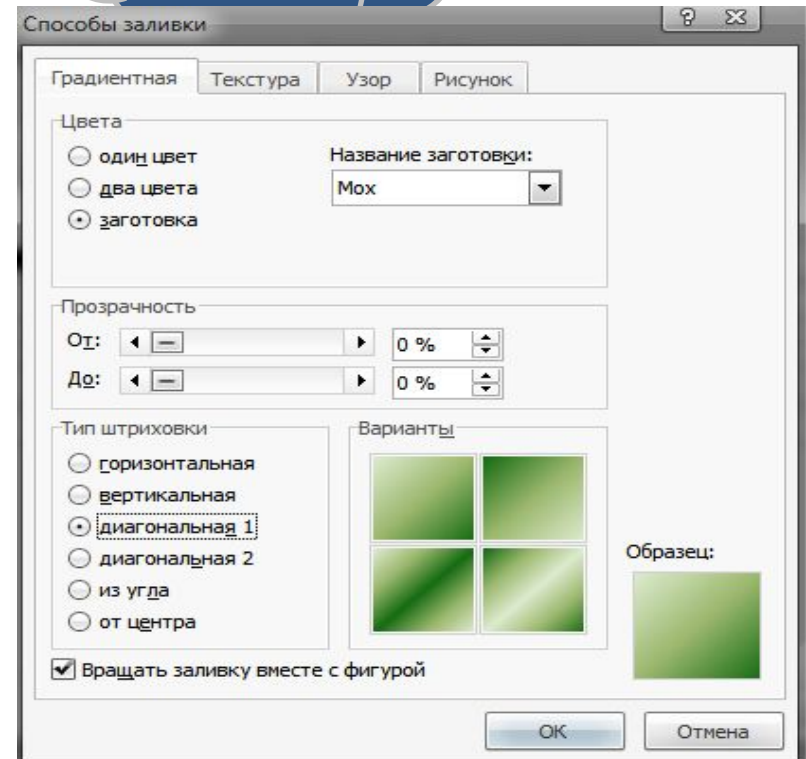 Способы заливки
Градиентная Текстура Узор Рисунок
Цвета
один цвет
два цвета
заготовка
Название заготовки:
Мох
Прозрачность
От: 0 %
До: 0 %
Тип штриховки
горизонтальная
вертикальная
диагональная 1
диагональная 2
из угла
от центра
Варианты
Образец:
Вращать заливку вместе с фигурой
ОК Отмена